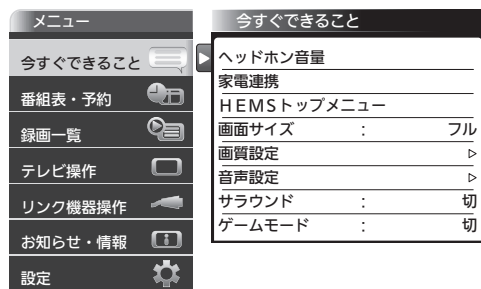 メニュー
今すぐできること
番組表・予約
録画一覧
テレビ操作
リンク機器操作
お知らせ・情報
設定
今すぐできること
ヘッドホン音量
家電連携
HEMSトップメニュー
画面サイズ : フル
画質設定 ▷
音声設定 ▷
サラウンド : 切
ゲームモード : 切